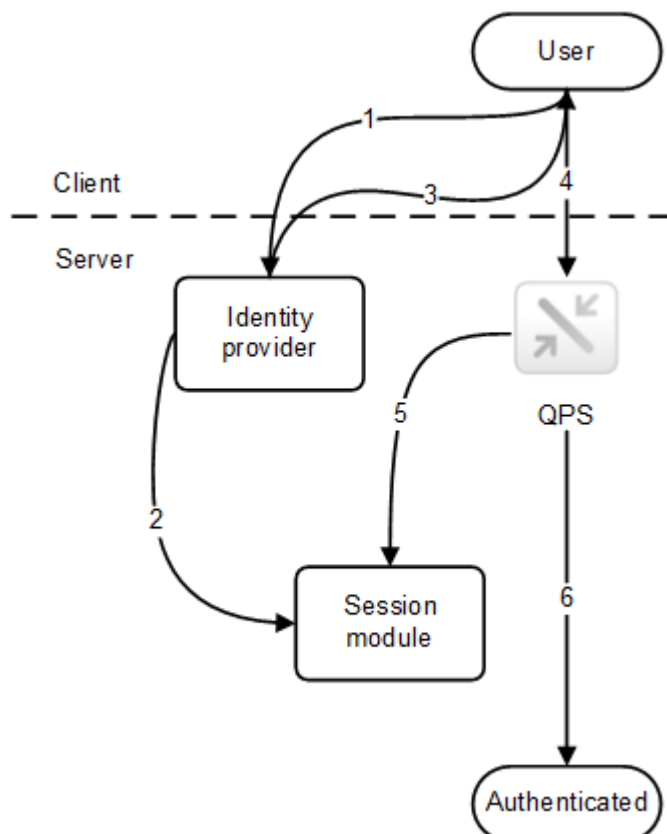 User
1
3
4
Client
Server
Identity
provider
5
QPS
2
Session
module
6
Authenticated